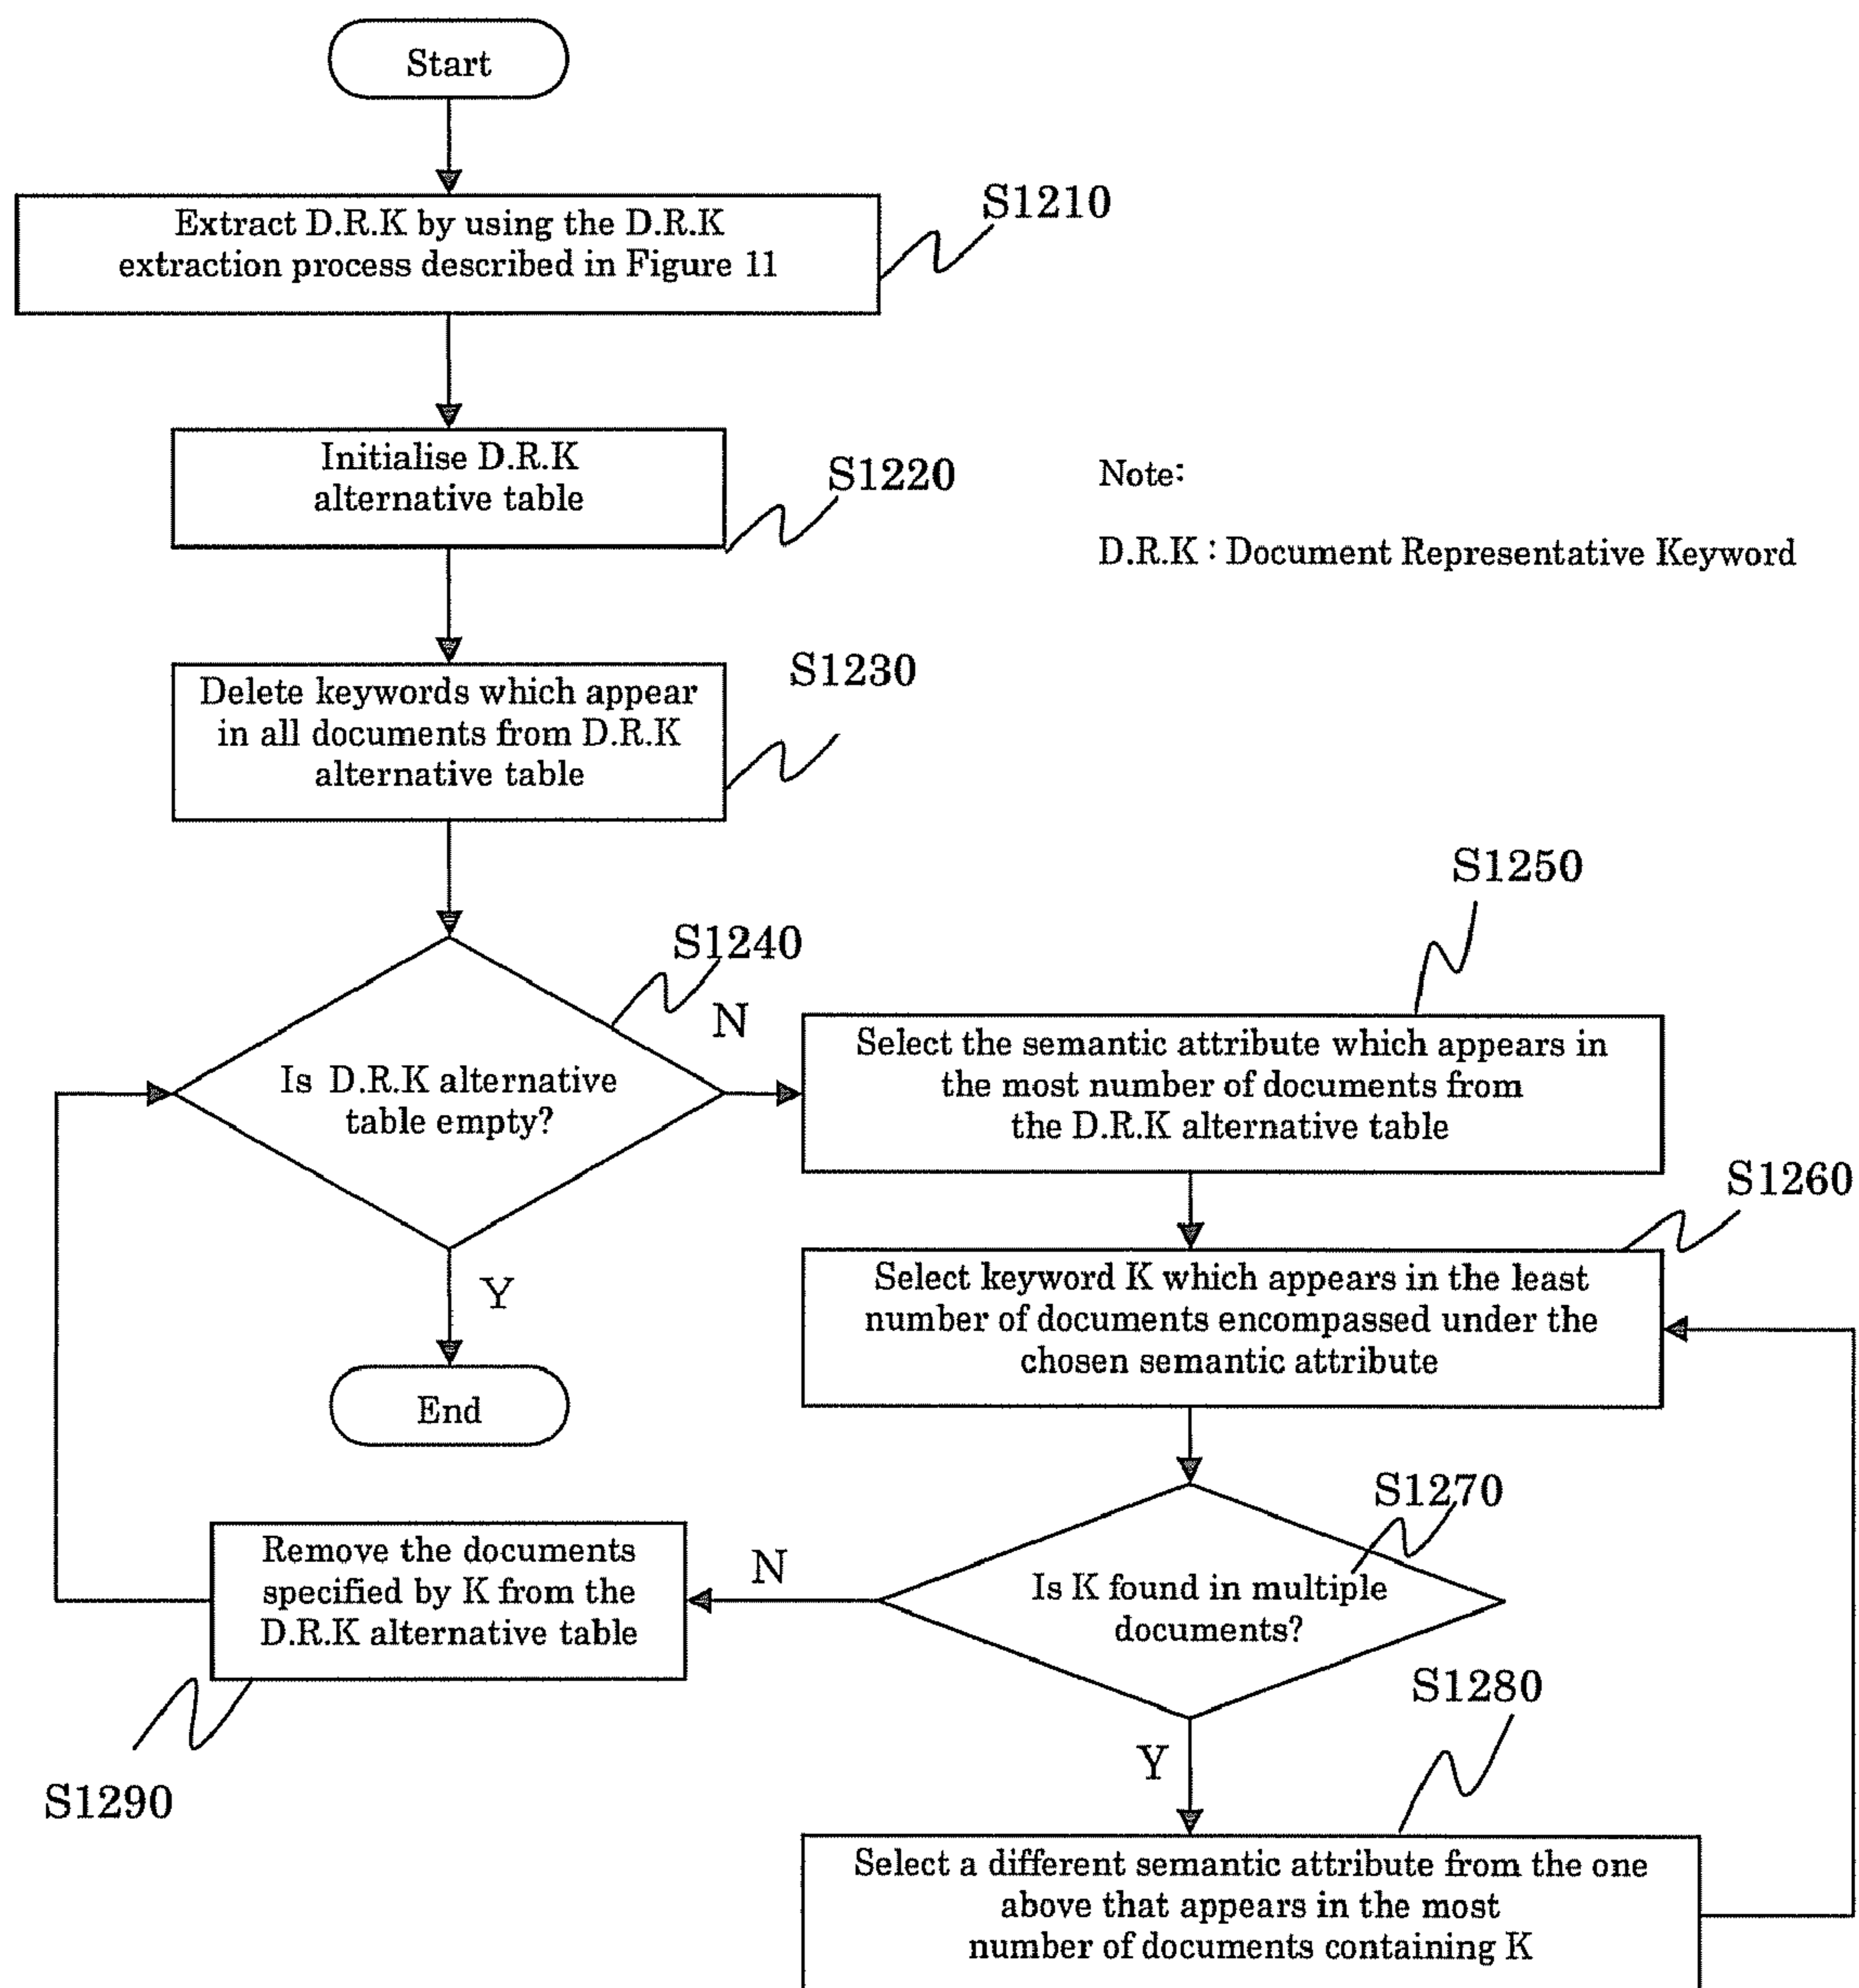 Start
Extract D.R.K by using the D.R.K
extraction process described in Figure 11
S1210
Initialise D.R.K
alternative table
S1220
Note:
D.R.K : Document Representative Keyword
Delete keywords which appear
in all documents from D.R.K
alternative table
S1230
Is D.R.K alternative
table empty?
S1240
N
Y
End
S1250
Select the semantic attribute which appears in
the most number of documents from
the D.R.K alternative table
S1260
Select keyword K which appears in the least
number of documents encompassed under the
chosen semantic attribute
S1270
Is K found in multiple
documents?
N
Remove the documents
specified by K from the
D.R.K alternative table
S1290
Y
S1280
Select a different semantic attribute from the one
above that appears in the most
number of documents containing K